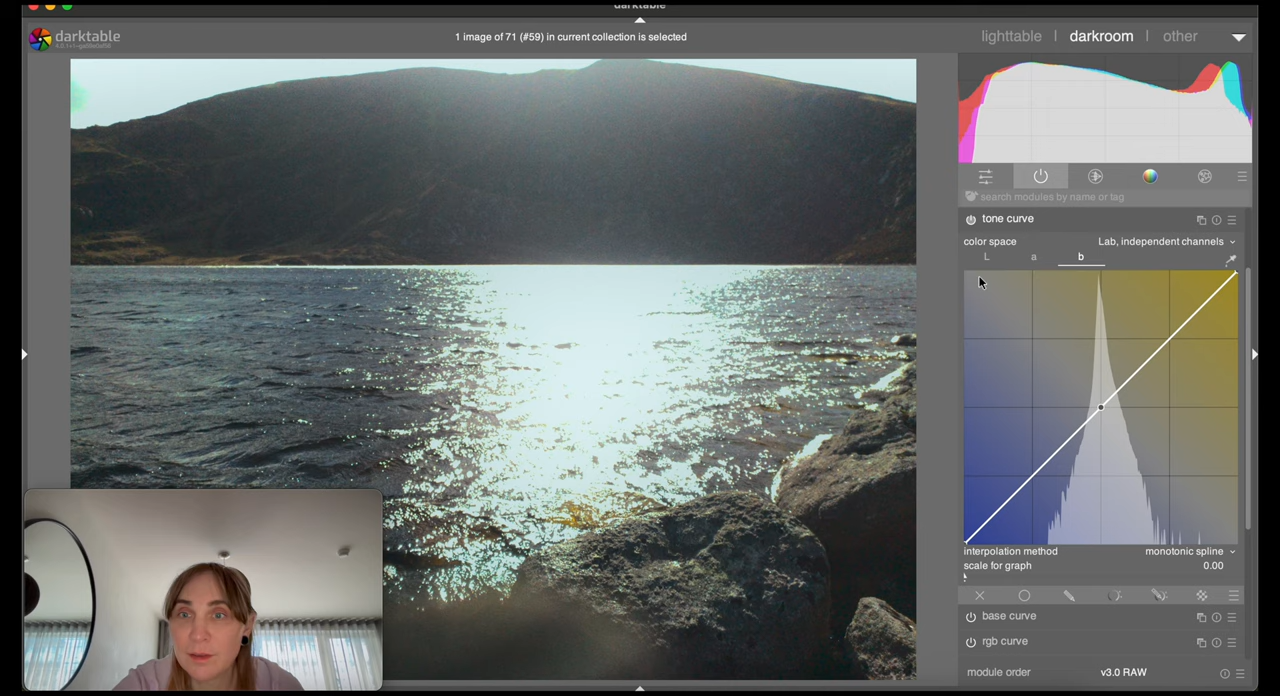 darktable
darktable
1 image of 71 (#59) in current collection is selected
lighttable | darkroom | other
search modules by name or tag
tone curve
color space Lab, independent channels
L a b
interpolation method monotonic spline
scale for graph 0.00
base curve
rgb curve
module order v3.0 RAW